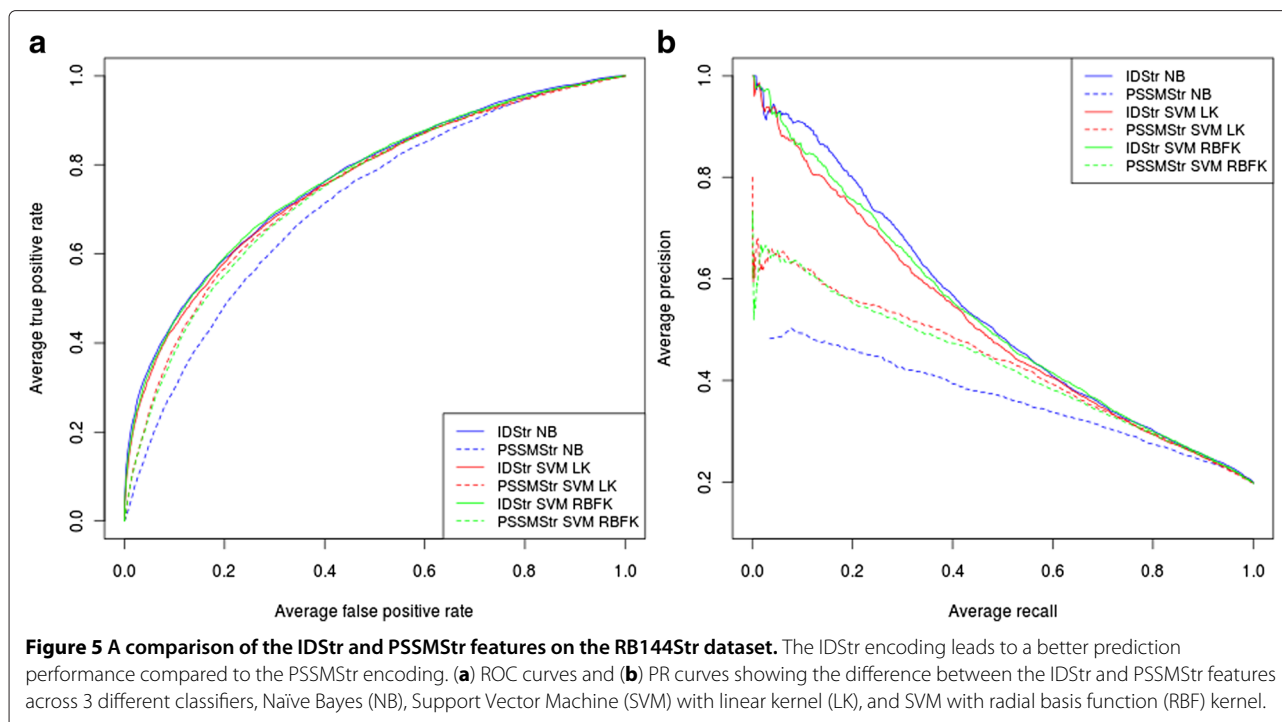 a
1.0
0.8
0.6
0.4
0.2
0.0
Average true positive rate
IDStr NB
PSSMStr NB
IDStr SVM LK
PSSMStr SVM LK
IDStr SVM RBFK
PSSMStr SVM RBFK
0.0 0.2 0.4 0.6 0.8 1.0
Average false positive rate
b
1.0
0.8
0.6
0.4
0.2
Average precision
IDStr NB
PSSMStr NB
IDStr SVM LK
PSSMStr SVM LK
IDStr SVM RBFK
PSSMStr SVM RBFK
0.0 0.2 0.4 0.6 0.8 1.0
Average recall
Figure 5 A comparison of the IDStr and PSSMStr features on the RB144Str dataset. The IDStr encoding leads to a better prediction
performance compared to the PSSMStr encoding. (a) ROC curves and (b) PR curves showing the difference between the IDStr and PSSMStr features
across 3 different classifiers, Naïve Bayes (NB), Support Vector Machine (SVM) with linear kernel (LK), and SVM with radial basis function (RBF) kernel.